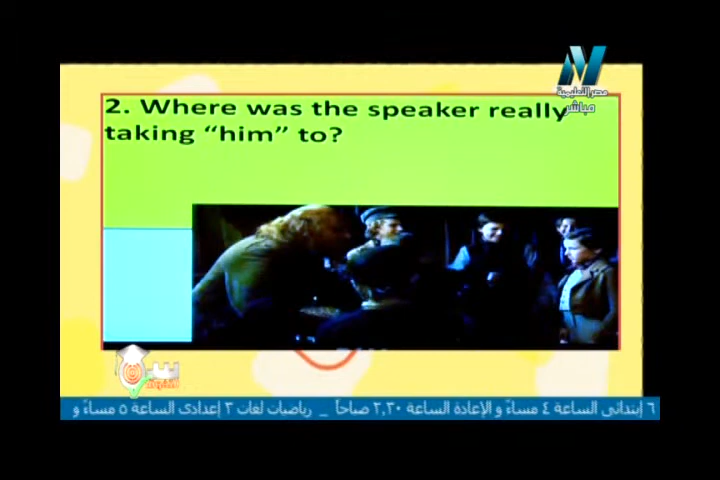 مصر التعليمية
مباشر
2. Where was the speaker really
taking “him” to?
٦ إبتدائى الساعة ٤ مساءً و الإعادة الساعة ٢,٣٠ صباحاً _ رياضيات لغات ٣ إعدادى الساعة ٥ مساءً و